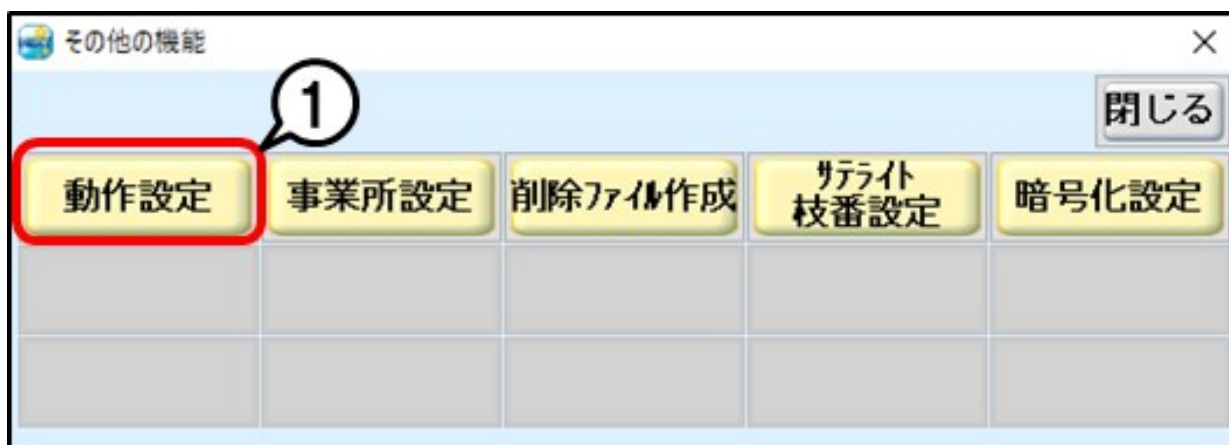 その他の機能
1
閉じる
動作設定
事業所設定
削除ファイル作成
サテライト
枝番設定
暗号化設定